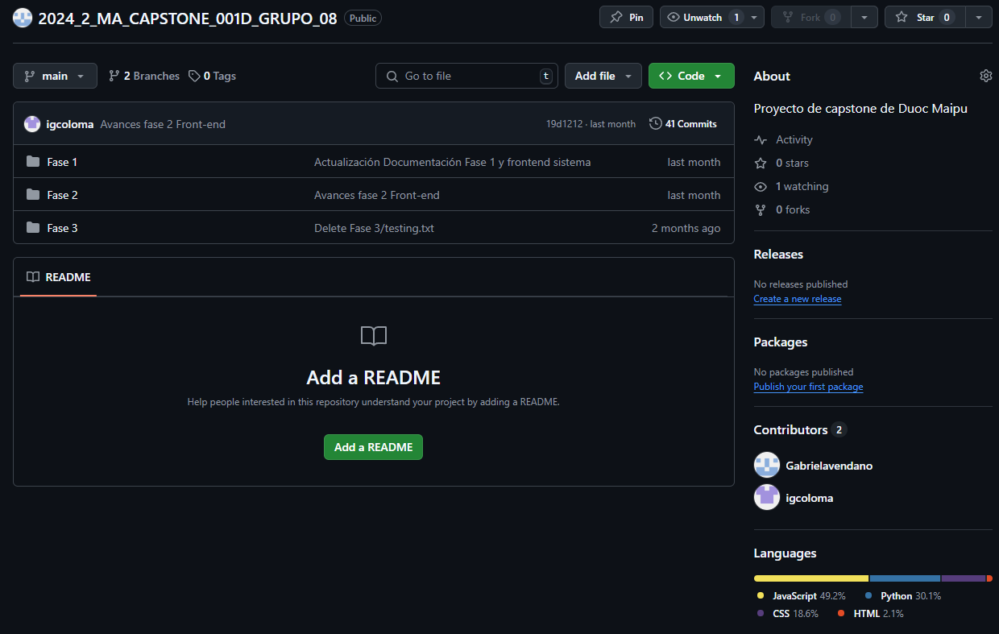 2024_2_MA_CAPSTONE_001D_GRUPO_08 Public
Pin Unwatch 1 Fork 0 Star 0
main 2 Branches 0 Tags Go to file t Add file Code
igcoloma Avances fase 2 Front-end 19d1212 · last month 41 Commits
Fase 1 Actualización Documentación Fase 1 y frontend sistema last month
Fase 2 Avances fase 2 Front-end last month
Fase 3 Delete Fase 3/testing.txt 2 months ago
README
Add a README
Help people interested in this repository understand your project by adding a README.
Add a README
About
Proyecto de capstone de Duoc Maipu
Activity
0 stars
1 watching
0 forks
Releases
No releases published
Create a new release
Packages
No packages published
Publish your first package
Contributors 2
Gabrielavendano
igcoloma
Languages
JavaScript 49.2% Python 30.1%
CSS 18.6% HTML 2.1%